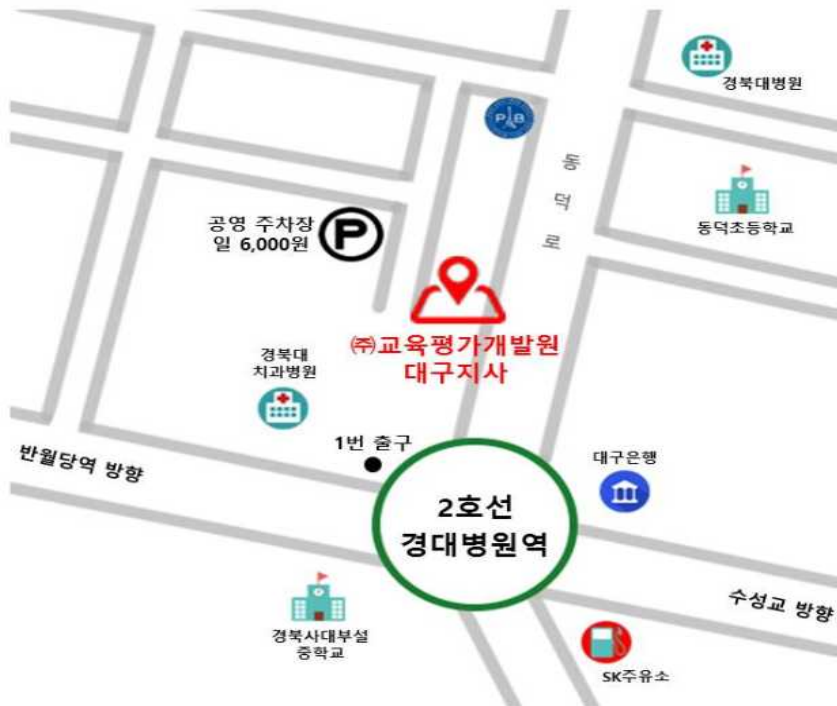 경북대병원
P B
동
덕
로
동덕초등학교
공영 주차장
일 6,000원
P
㈜교육평가개발원
대구지사
경북대
치과병원
1번 출구
반월당역 방향
대구은행
2호선
경대병원역
수성교 방향
경북사대부설
중학교
SK주유소